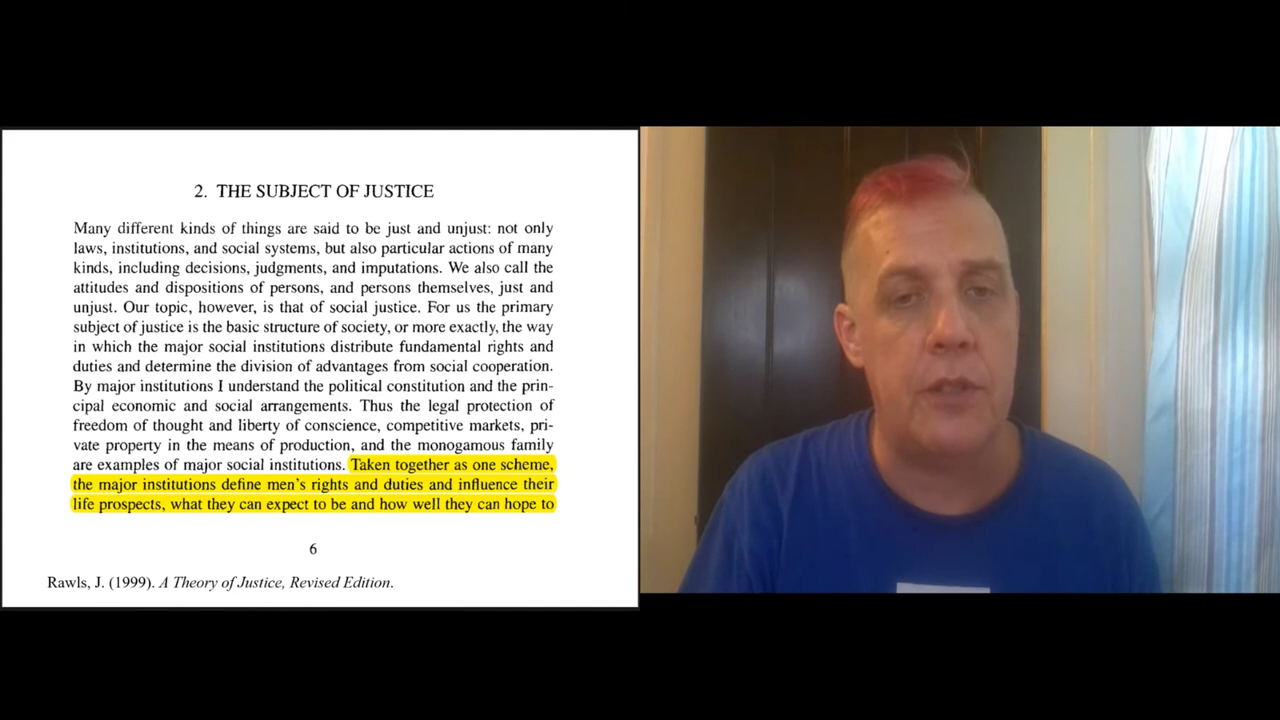 2. THE SUBJECT OF JUSTICE
Many different kinds of things are said to be just and unjust: not only
laws, institutions, and social systems, but also particular actions of many
kinds, including decisions, judgments, and imputations. We also call the
attitudes and dispositions of persons, and persons themselves, just and
unjust. Our topic, however, is that of social justice. For us the primary
subject of justice is the basic structure of society, or more exactly, the way
in which the major social institutions distribute fundamental rights and
duties and determine the division of advantages from social cooperation.
By major institutions I understand the political constitution and the prin-
cipal economic and social arrangements. Thus the legal protection of
freedom of thought and liberty of conscience, competitive markets, pri-
vate property in the means of production, and the monogamous family
are examples of major social institutions. Taken together as one scheme,
the major institutions define men's rights and duties and influence their
life prospects, what they can expect to be and how well they can hope to
6
Rawls, J. (1999). A Theory of Justice, Revised Edition.